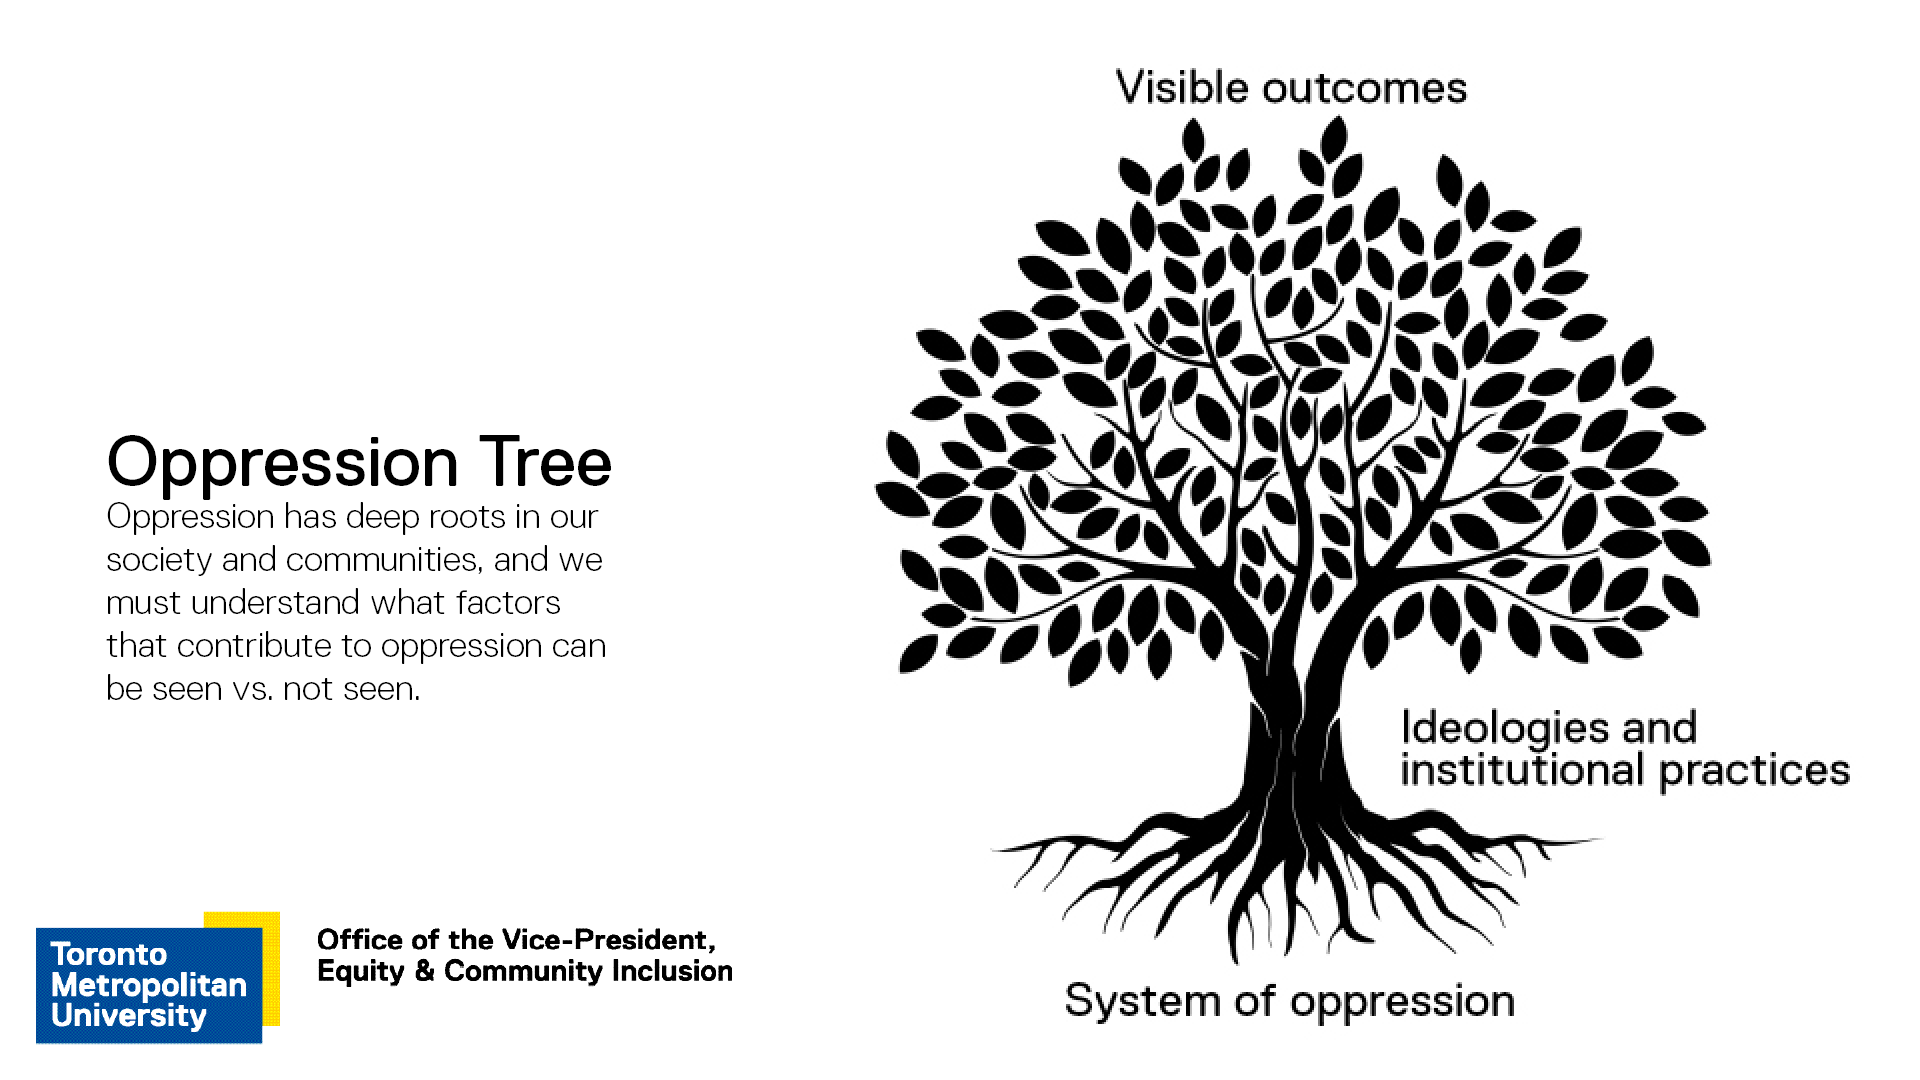 Visible outcomes
Oppression Tree
Oppression has deep roots in our
society and communities, and we
must understand what factors
that contribute to oppression can
be seen vs. not seen.
Ideologies and
institutional practices
System of oppression
Toronto
Metropolitan
University
Office of the Vice-President,
Equity & Community Inclusion